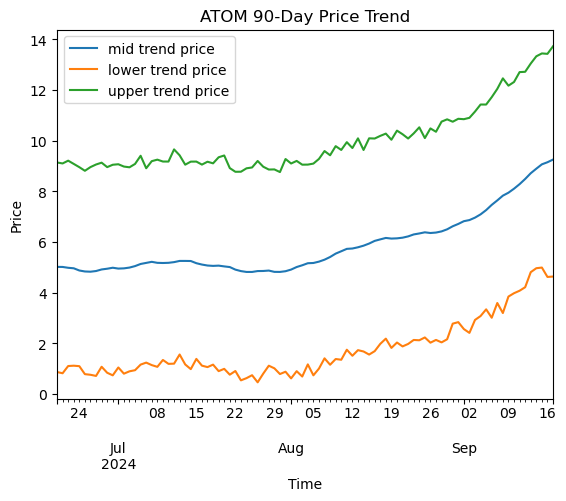 ATOM 90-Day Price Trend
mid trend price
lower trend price
upper trend price
14
12
10
8
6
4
2
0
Price
24 08 15 22 29 05 12 19 26 02 09 16
Jul Aug Sep
2024
Time